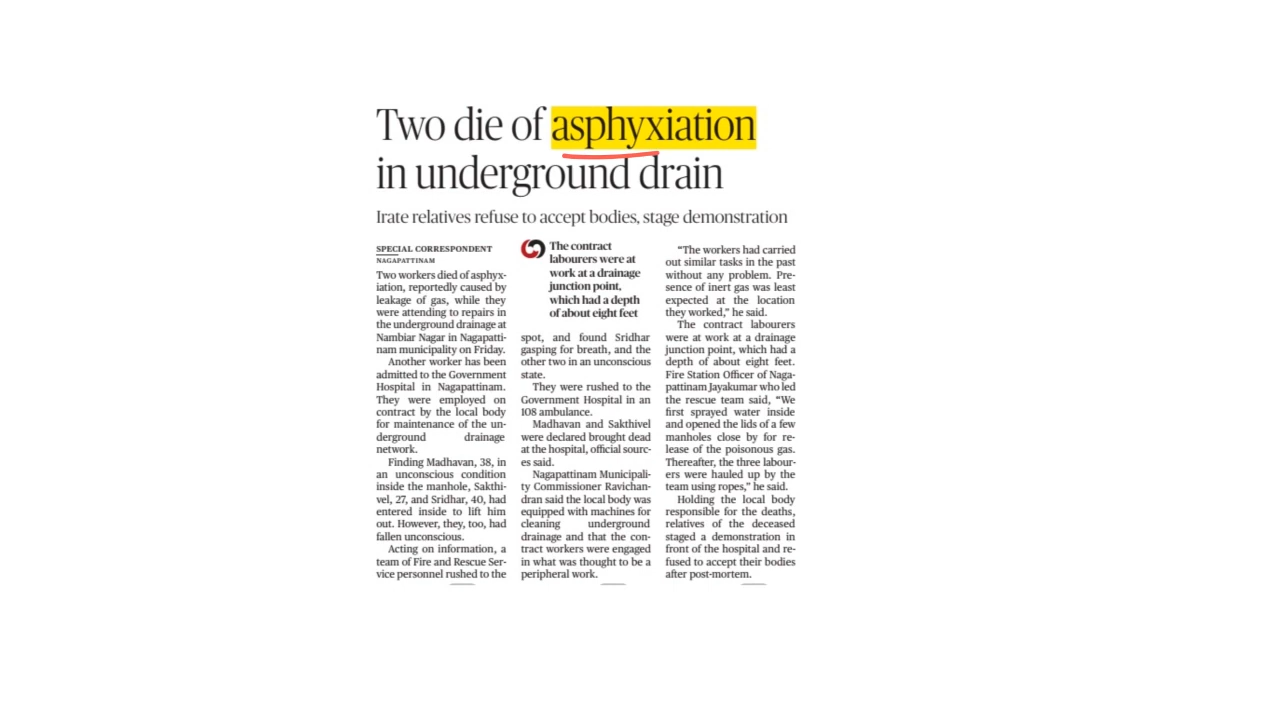 Two die of asphyxiation
in underground drain
Irate relatives refuse to accept bodies, stage demonstration
SPECIAL CORRESPONDENT
NAGAPATTINAM
Two workers died of asphyx-
iation, reportedly caused by
leakage of gas, while they
were attending to repairs in
the underground drainage at
Nambiar Nagar in Nagapatti-
nam municipality on Friday.
Another worker has been
admitted to the Government
Hospital in Nagapattinam.
They were employed on
contract by the local body
for maintenance of the un-
derground drainage
network.
Finding Madhavan, 38, in
an unconscious condition
inside the manhole, Sakthi-
vel, 27, and Sridhar, 40, had
entered inside to lift him
out. However, they, too, had
fallen unconscious.
Acting on information, a
team of Fire and Rescue Ser-
vice personnel rushed to the
The contract
labourers were at
work at a drainage
junction point,
which had a depth
of about eight feet
spot, and found Sridhar
gasping for breath, and the
other two in an unconscious
state.
They were rushed to the
Government Hospital in an
108 ambulance.
Madhavan and Sakthivel
were declared brought dead
at the hospital, official sourc-
es said.
Nagapattinam Municipali-
ty Commissioner Ravichan-
dran said the local body was
equipped with machines for
cleaning underground
drainage and that the con-
tract workers were engaged
in what was thought to be a
peripheral work.
“The workers had carried
out similar tasks in the past
without any problem. Pre-
sence of inert gas was least
expected at the location
they worked,” he said.
The contract labourers
were at work at a drainage
junction point, which had a
depth of about eight feet.
Fire Station Officer of Naga-
pattinam Jayakumar who led
the rescue team said, “We
first sprayed water inside
and opened the lids of a few
manholes close by for re-
lease of the poisonous gas.
Thereafter, the three labour-
ers were hauled up by the
team using ropes,” he said.
Holding the local body
responsible for the deaths,
relatives of the deceased
staged a demonstration in
front of the hospital and re-
fused to accept their bodies
after post-mortem.